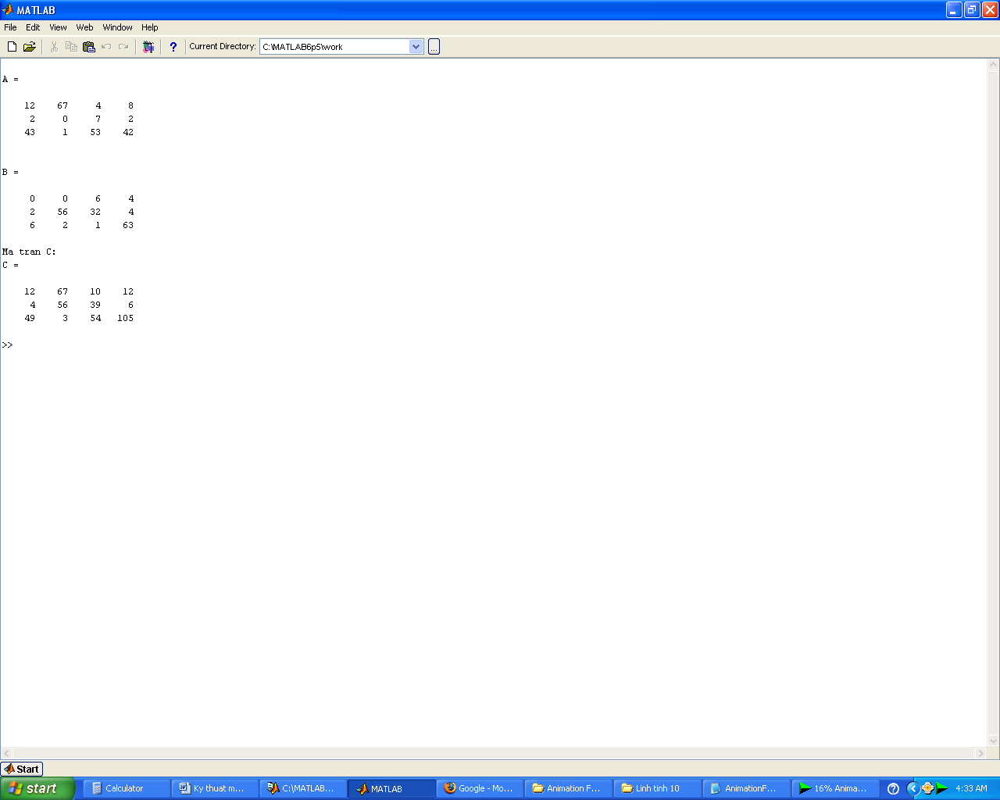 MATLAB
File Edit View Web Window Help
? Current Directory: C:\MATLAB6p5\work ...
A =
12 67 4 8
2 0 7 2
43 1 53 42
B =
0 0 6 4
2 56 32 4
6 2 1 63
Ma tran C:
C =
12 67 10 12
4 56 39 6
49 3 54 105
>>
Start
start Calculator Ky thuat m... C:\MATLAB... MATLAB Google - Mo... Animation F... Linh tinh 10 AnimationF... 16% Anima... ? 4:33 AM